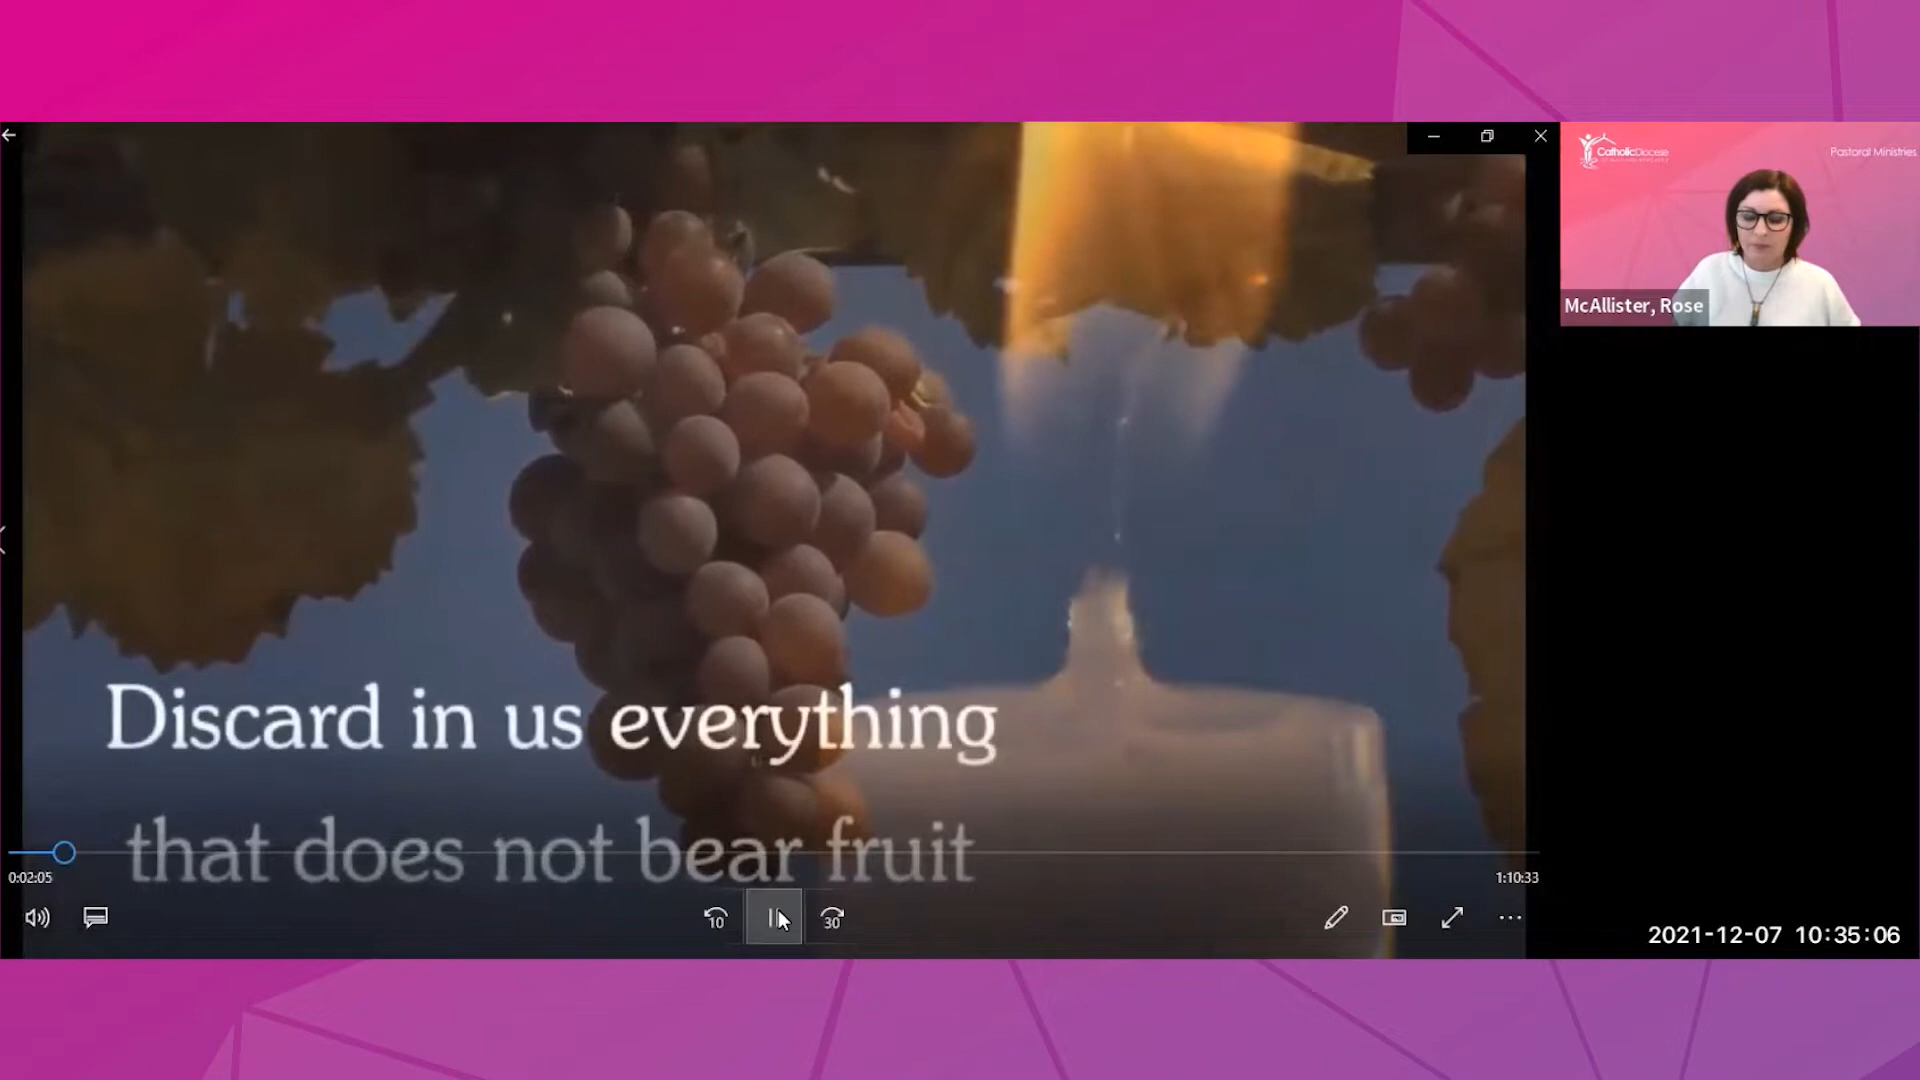 CatholicDiocese
Pastoral Ministries
McAllister, Rose
Discard in us everything
that does not bear fruit
0:02:05
1:10:33
10
30
2021-12-07 10:35:06